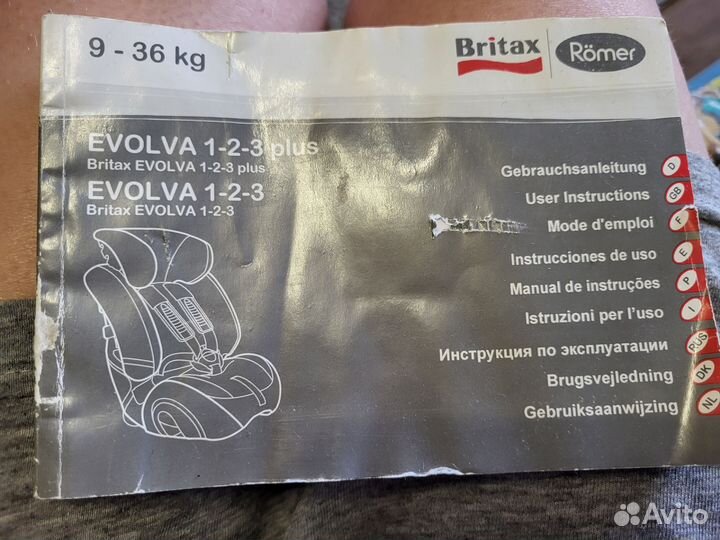 9 - 36 kg
Britax Römer
EVOLVA 1-2-3 plus
Britax EVOLVA 1-2-3 plus
EVOLVA 1-2-3
Britax EVOLVA 1-2-3
Gebrauchsanleitung D
User Instructions GB
Mode d'emploi F
Instrucciones de uso E
Manual de instruções P
Istruzioni per l'uso I
Инструкция по эксплуатации RUS
Brugsvejledning DK
Gebruiksaanwijzing NL
Avito